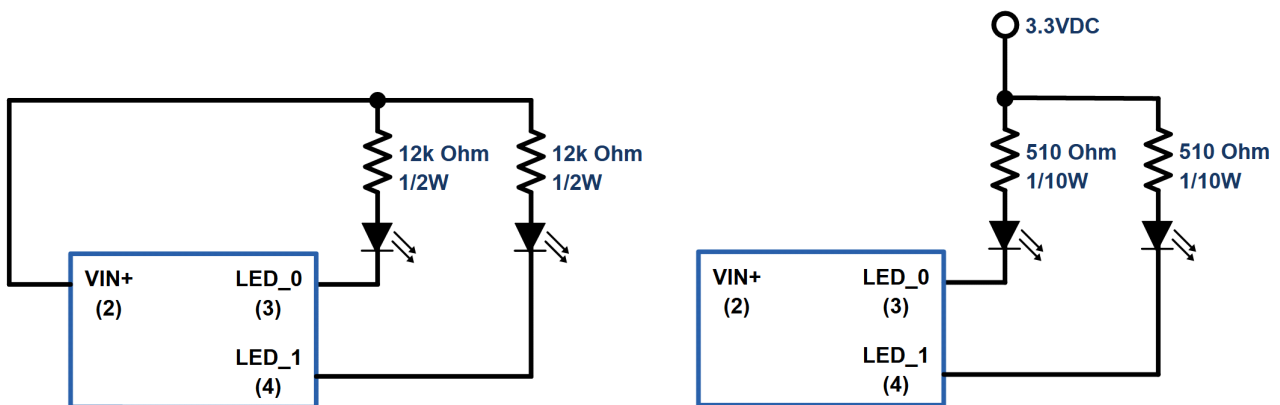 12k Ohm
1/2W
12k Ohm
1/2W
VIN+
(2)
LED_0
(3)
LED_1
(4)
3.3VDC
510 Ohm
1/10W
510 Ohm
1/10W
VIN+
(2)
LED_0
(3)
LED_1
(4)